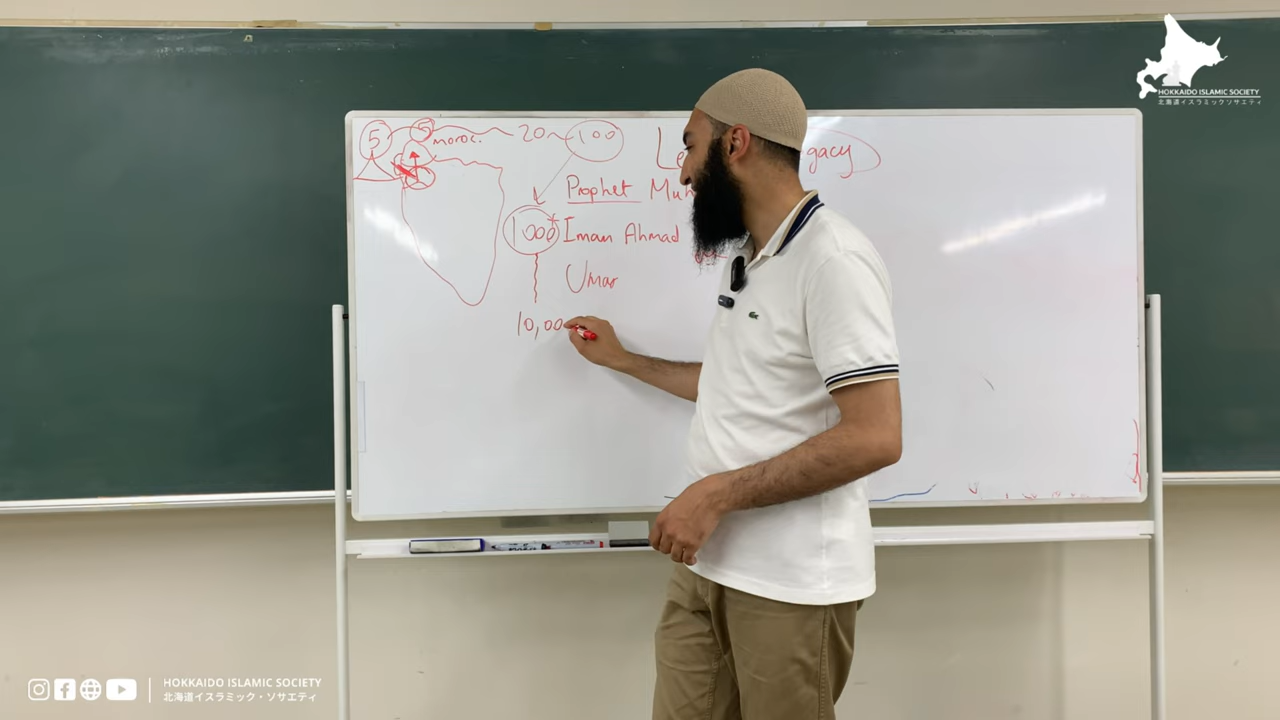 HOKKAIDO ISLAMIC SOCIETY
北海道イスラミックソサエティ
5 5 moroc. 20 100
Prophet
1000+ Imam Ahmad
Umar
10,00
HOKKAIDO ISLAMIC SOCIETY
北海道イスラミック・ソサエティ